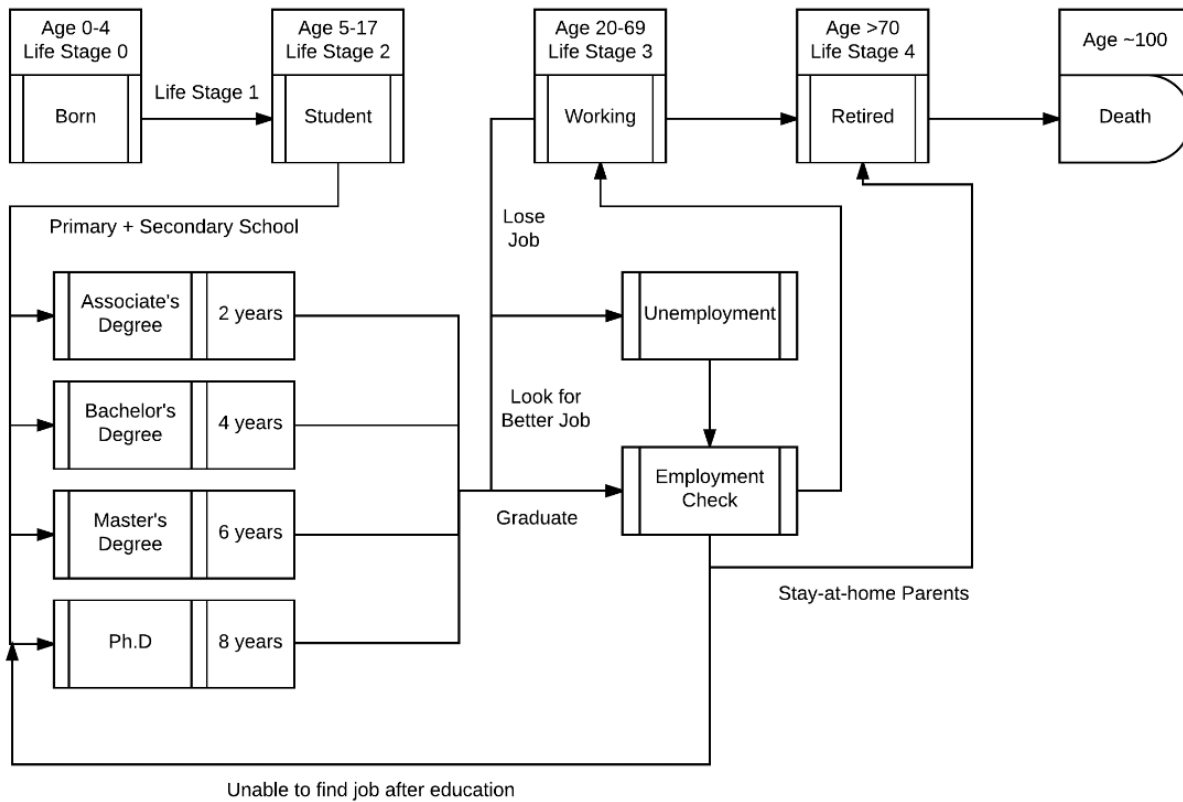 Age 0-4
Life Stage 0
Age 5-17
Life Stage 2
Age 20-69
Life Stage 3
Age >70
Life Stage 4
Age ~100
Born
Life Stage 1
Student
Working
Retired
Death
Primary + Secondary School
Lose
Job
Associate's
Degree
2 years
Unemployment
Bachelor's
Degree
4 years
Look for
Better Job
Employment
Check
Master's
Degree
6 years
Graduate
Stay-at-home Parents
Ph.D
8 years
Unable to find job after education